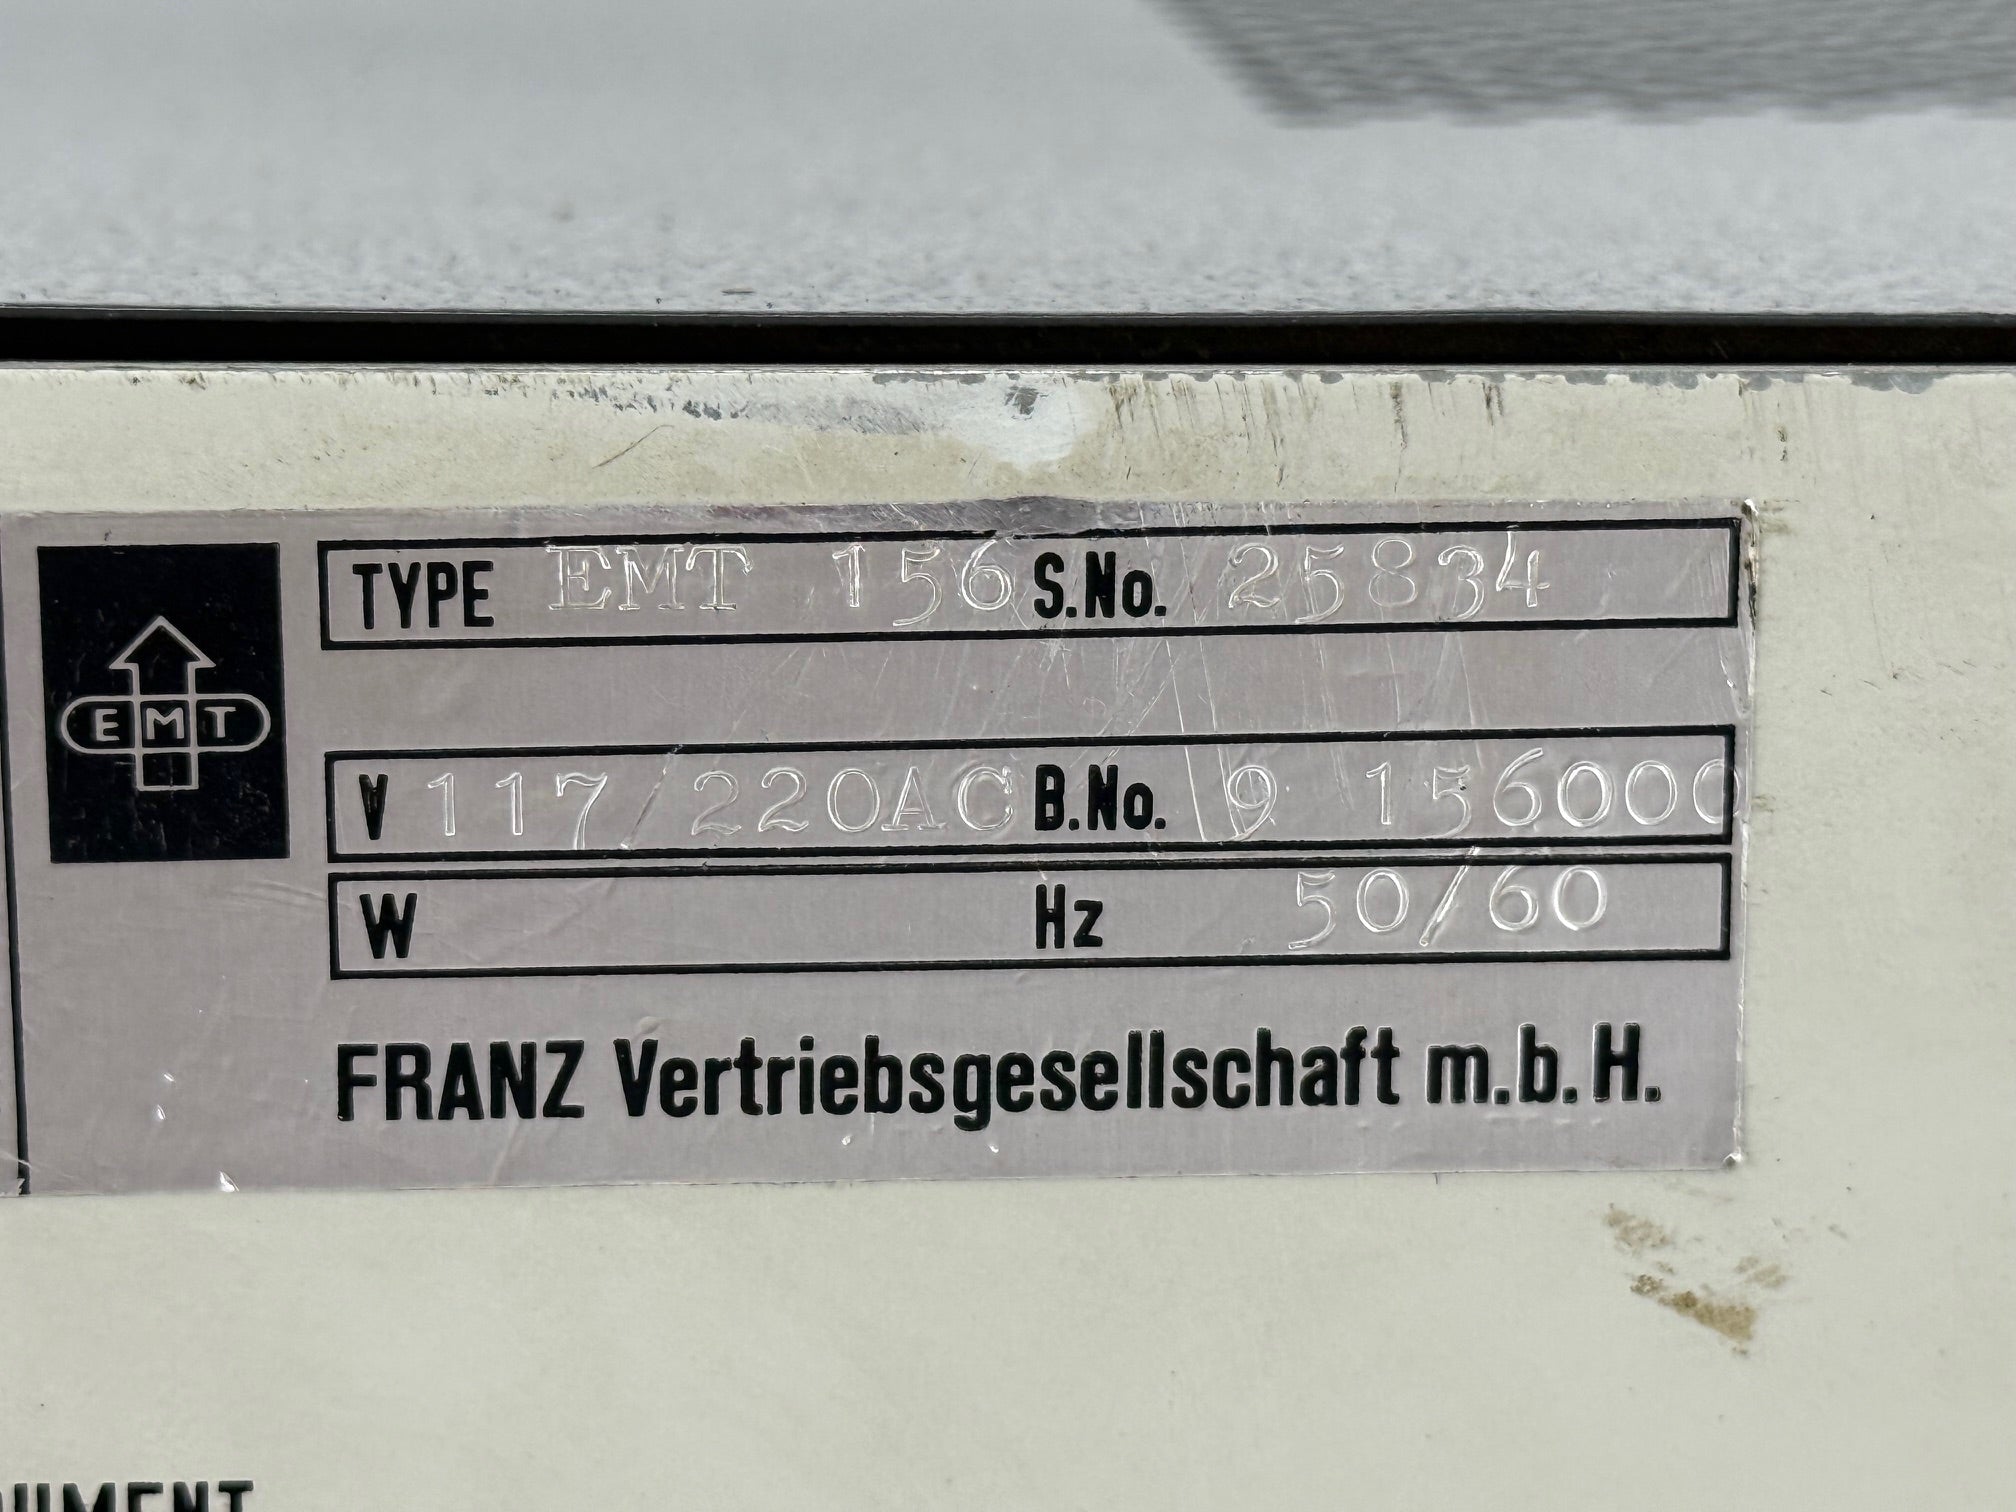 EMT
TYPE EMT 156 S.No. 25834
V 117/220AC B.No. 9 156000
W Hz 50/60
FRANZ Vertriebsgesellschaft m.b.H.